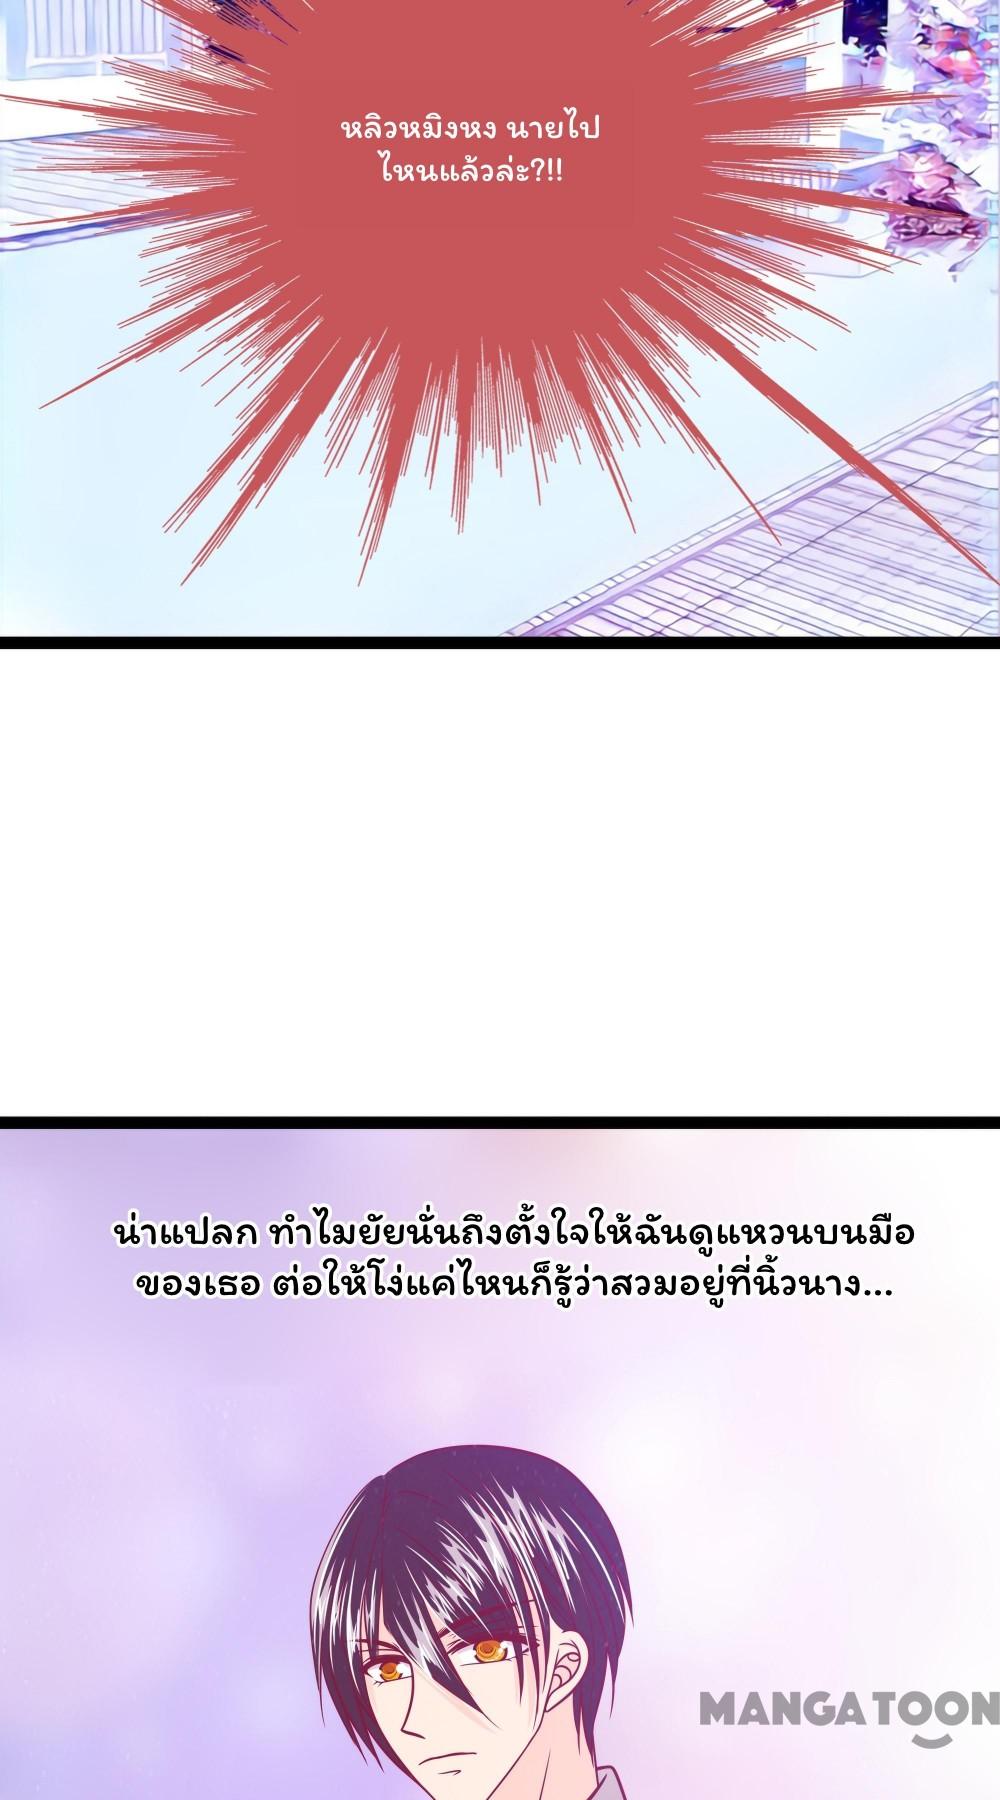 หลิวหมิงหง นายไป
ไหนแล้วล่ะ?!!
น่าแปลก ทำไมยัยนั่นถึงตั้งใจให้ฉันดูแหวนบนมือ
ของเธอ ต่อให้โง่แค่ไหนก็รู้ว่าสวมอยู่ที่นิ้วนาง...
MANGATOON